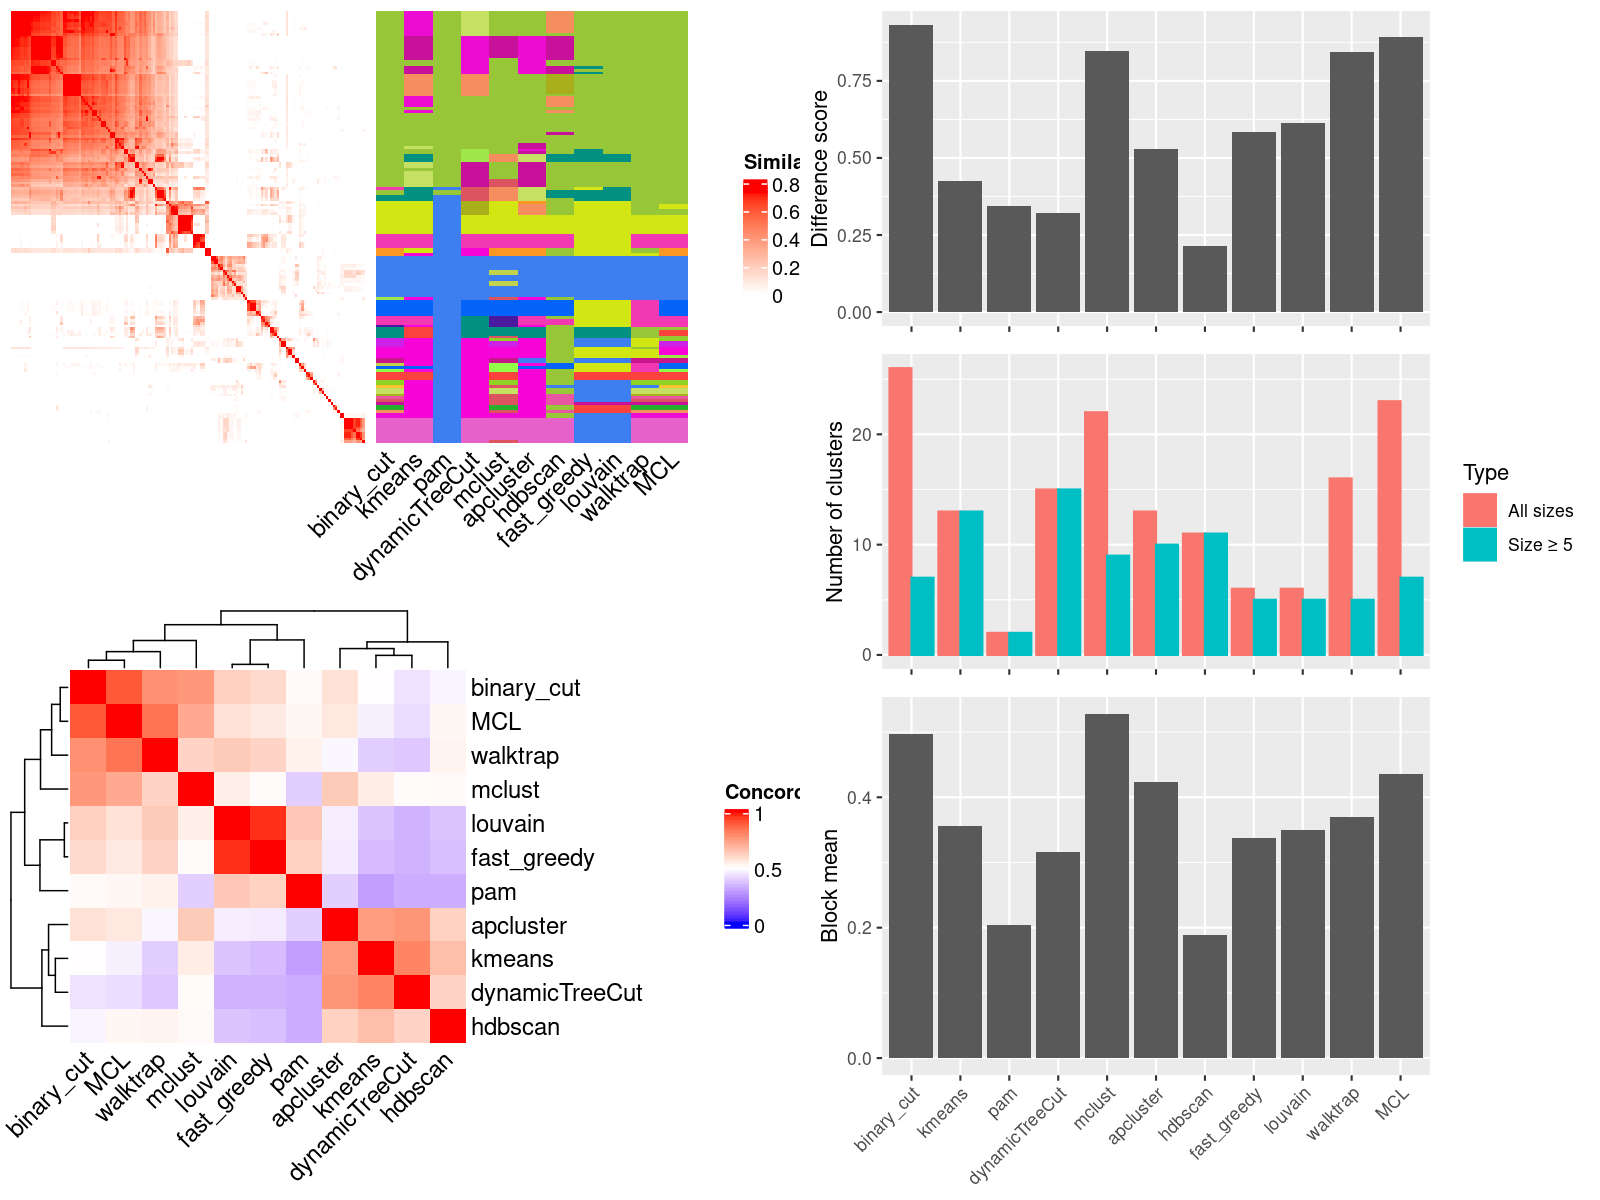 Simila
0.8
0.6
0.4
0.2
0
binary_cut
kmeans
pam
dynamicTreeCut
mclust
apcluster
hdbscan
fast_greedy
louvain
walktrap
MCL
binary_cut
MCL
walktrap
mclust
louvain
fast_greedy
pam
apcluster
kmeans
dynamicTreeCut
hdbscan
binary_cut
MCL
walktrap
mclust
louvain
fast_greedy
pam
apcluster
kmeans
dynamicTreeCut
hdbscan
Concord
1
0.5
0
Difference score
0.75
0.50
0.25
0.00
Number of clusters
20
10
0
Type
All sizes
Size ≥ 5
Block mean
0.4
0.2
0.0
binary_cut
kmeans
pam
dynamicTreeCut
mclust
apcluster
hdbscan
fast_greedy
louvain
walktrap
MCL